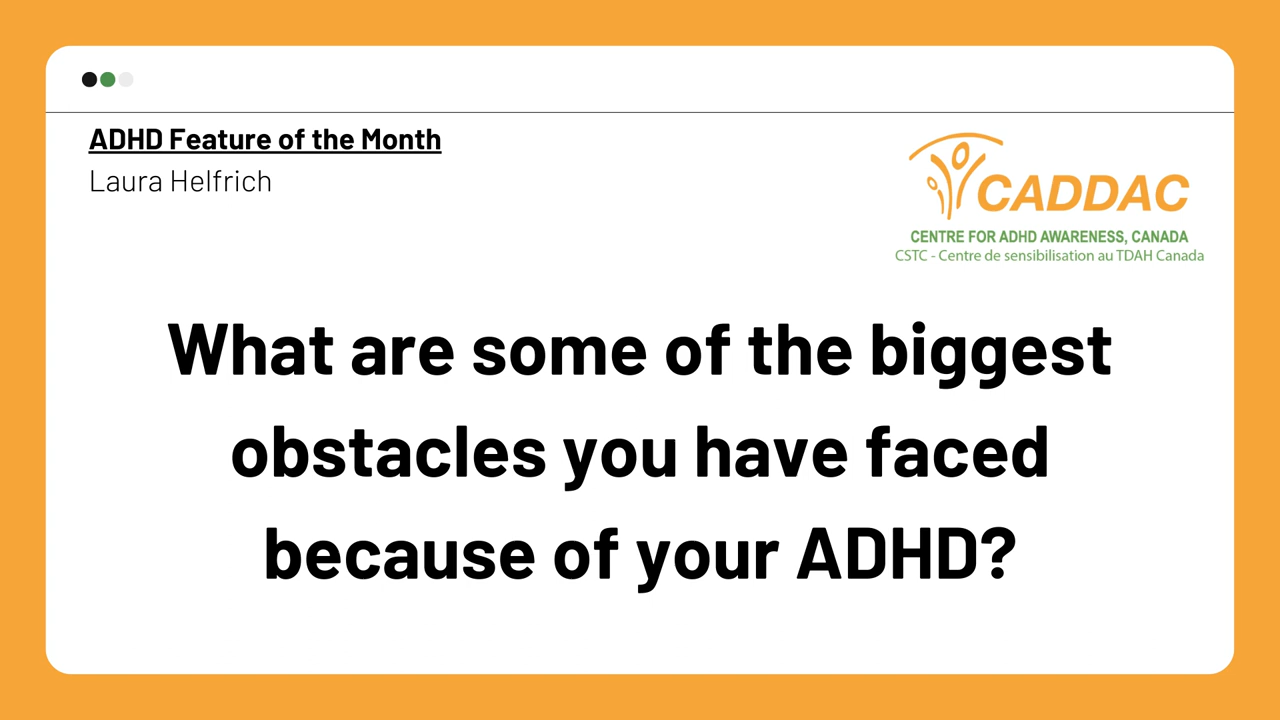 ADHD Feature of the Month
Laura Helfrich
CADDAC
CENTRE FOR ADHD AWARENESS, CANADA
CSTC - Centre de sensibilisation au TDAH Canada
What are some of the biggest
obstacles you have faced
because of your ADHD?